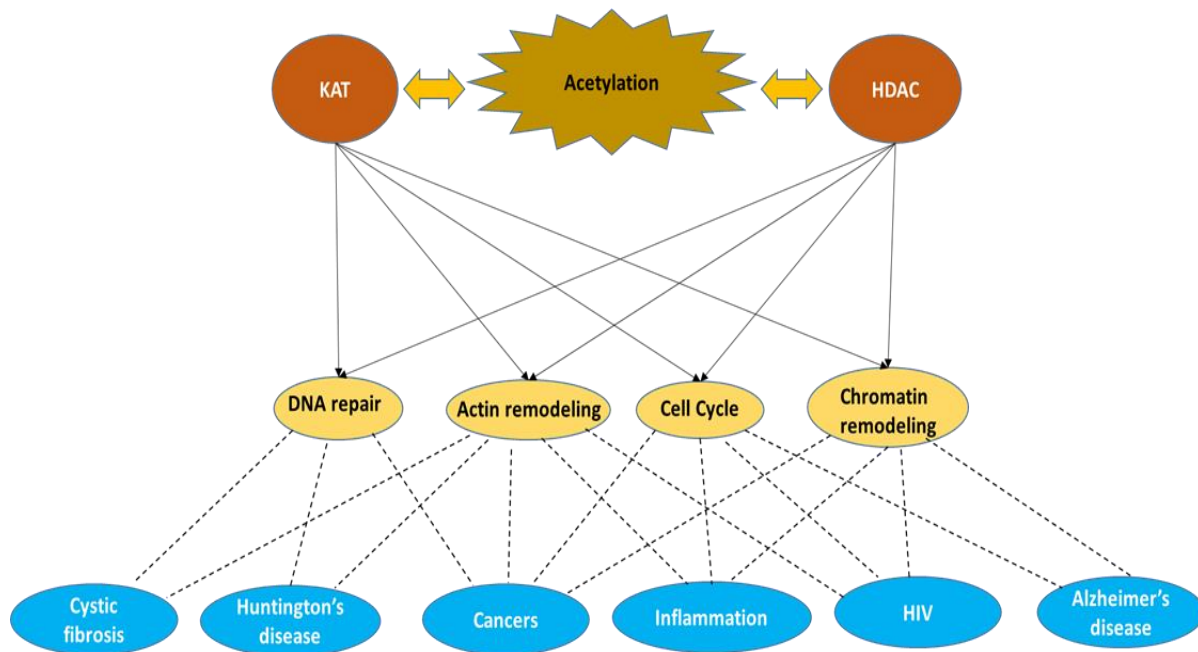 KAT
Acetylation
HDAC
DNA repair
Actin remodeling
Cell Cycle
Chromatin
remodeling
Cystic
fibrosis
Huntington's
disease
Cancers
Inflammation
HIV
Alzheimer's
disease